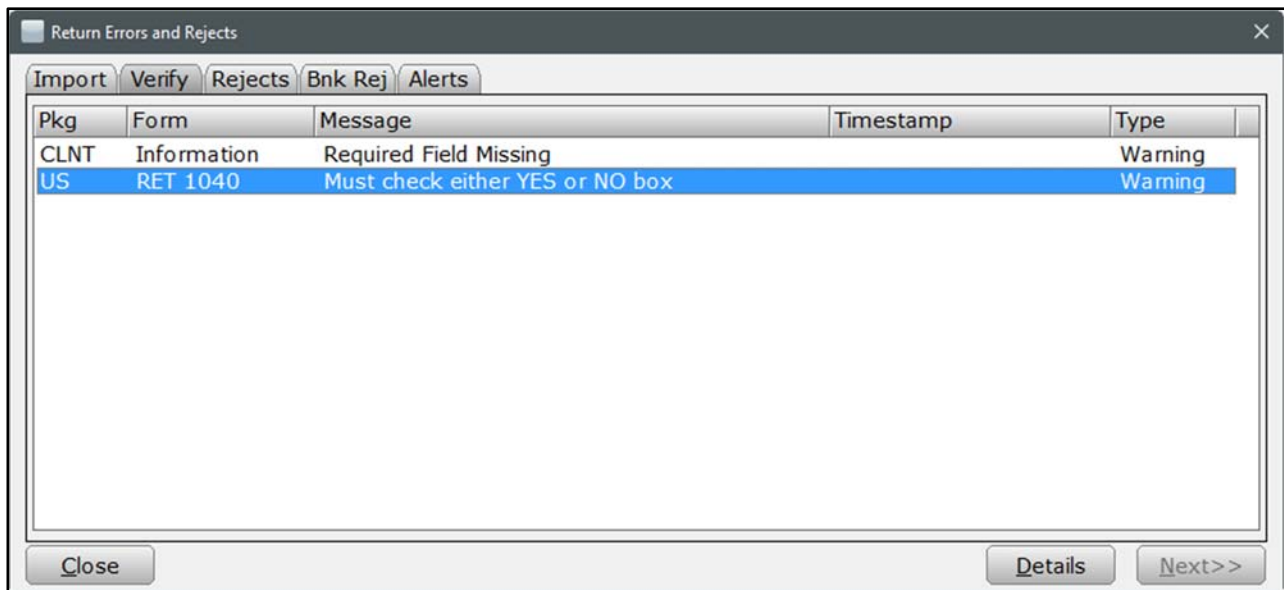 Return Errors and Rejects
Import Verify Rejects Bnk Rej Alerts
Pkg Form Message Timestamp Type
CLNT Information Required Field Missing Warning
US RET 1040 Must check either YES or NO box Warning
Close Details Next>>